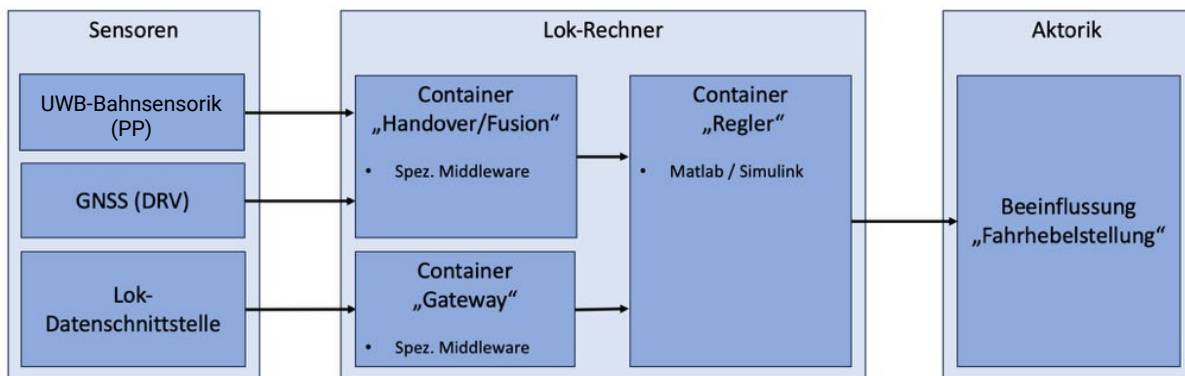 Sensoren
UWB-Bahnsensorik
(PP)
GNSS (DRV)
Lok-
Datenschnittstelle
Lok-Rechner
Container
„Handover/Fusion“
• Spez. Middleware
Container
„Gateway“
• Spez. Middleware
Container
„Regler“
• Matlab / Simulink
Aktorik
Beeinflussung
„Fahrhebelstellung“